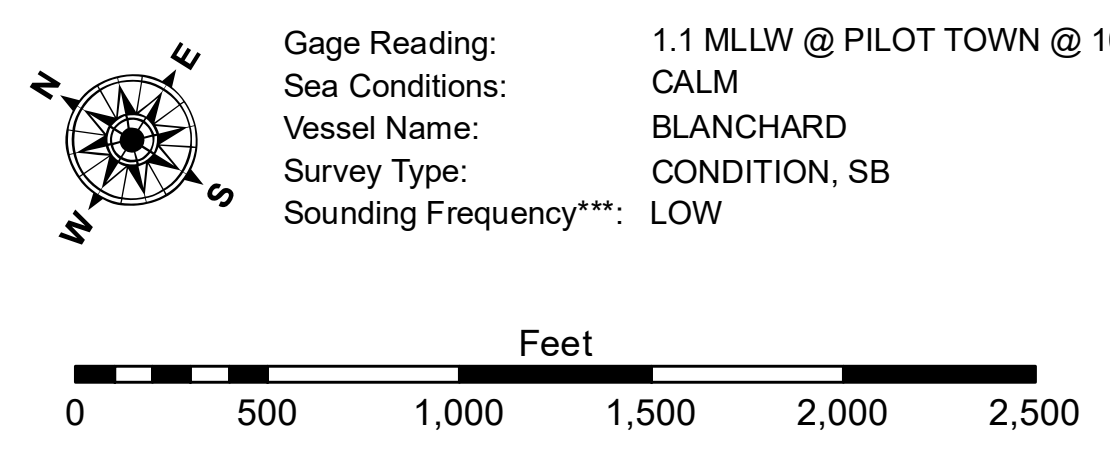 N
E
S
W
Gage Reading: 1.1 MLLW @ PILOT TOWN @
Sea Conditions: CALM
Vessel Name: BLANCHARD
Survey Type: CONDITION, SB
Sounding Frequency***: LOW
Feet
0 500 1,000 1,500 2,000 2,500